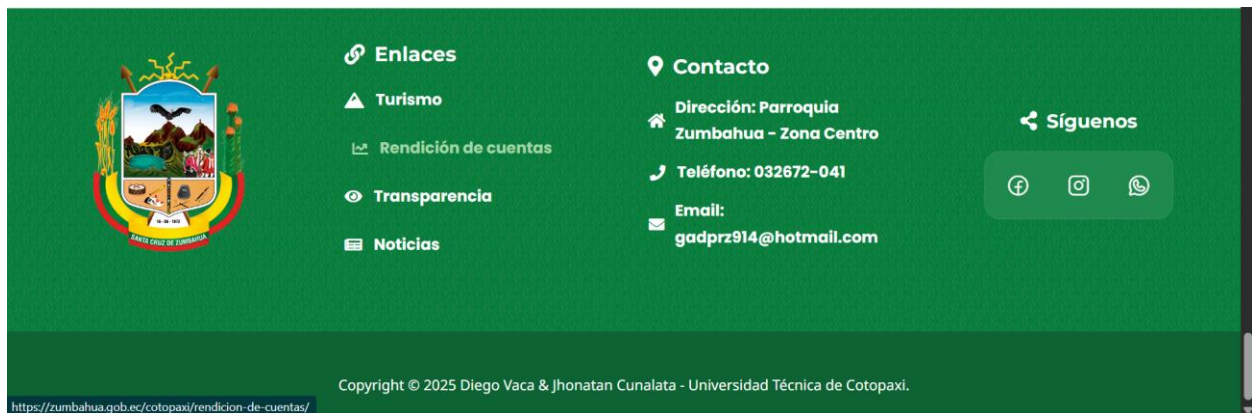 SANTA CRUZ DE ZUMBAHUA
Enlaces
Turismo
Rendición de cuentas
Transparencia
Noticias
Contacto
Dirección: Parroquia
Zumbahua - Zona Centro
Teléfono: 032672-041
Email:
gadprz914@hotmail.com
Síguenos
Copyright © 2025 Diego Vaca & Jhonatan Cunalata - Universidad Técnica de Cotopaxi.
https://zumbahua.gob.ec/cotopaxi/rendicion-de-cuentas/